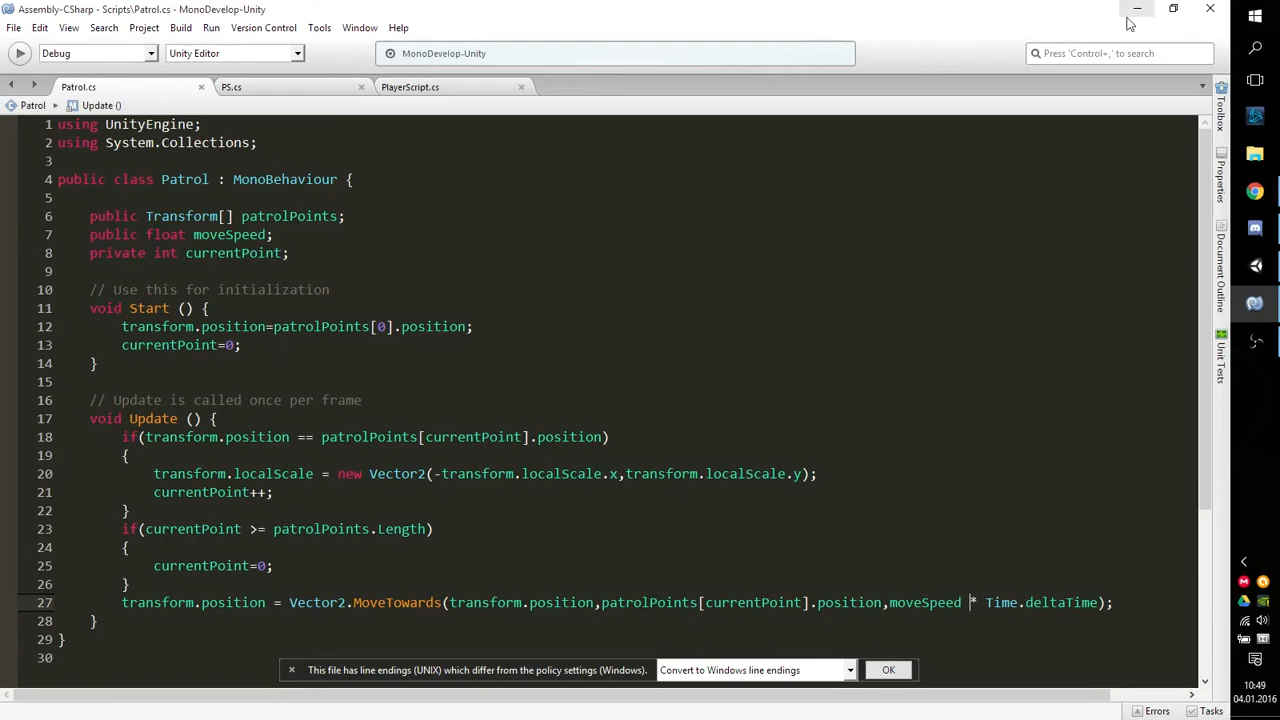 Assembly-CSharp - Scripts\Patrol.cs - MonoDevelop-Unity
File Edit View Search Project Build Run Version Control Tools Window Help
Debug Unity Editor MonoDevelop-Unity Press 'Control+,' to search
Patrol.cs PS.cs PlayerScript.cs
Patrol Update ()
1 using UnityEngine;
2 using System.Collections;
3
4 public class Patrol : MonoBehaviour {
5
6 public Transform[] patrolPoints;
7 public float moveSpeed;
8 private int currentPoint;
9
10 // Use this for initialization
11 void Start () {
12 transform.position=patrolPoints[0].position;
13 currentPoint=0;
14 }
15
16 // Update is called once per frame
17 void Update () {
18 if(transform.position == patrolPoints[currentPoint].position)
19 {
20 transform.localScale = new Vector2(-transform.localScale.x,transform.localScale.y);
21 currentPoint++;
22 }
23 if(currentPoint >= patrolPoints.Length)
24 {
25 currentPoint=0;
26 }
27 transform.position = Vector2.MoveTowards(transform.position,patrolPoints[currentPoint].position,moveSpeed * Time.deltaTime);
28 }
29 }
30
This file has line endings (UNIX) which differ from the policy settings (Windows). Convert to Windows line endings OK
Errors Tasks
Toolbox
Properties
Document Outline
Unit Tests
10:49
04.01.2016